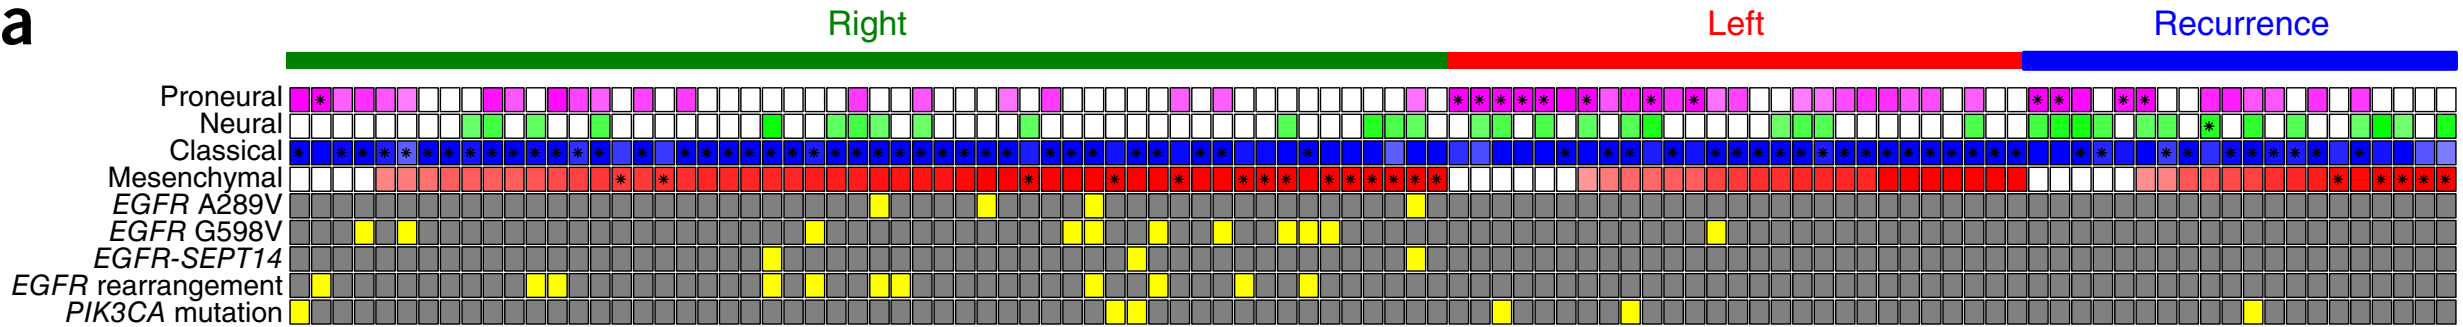 a
Right Left Recurrence
Proneural
Neural
Classical
Mesenchymal
EGFR A289V
EGFR G598V
EGFR-SEPT14
EGFR rearrangement
PIK3CA mutation